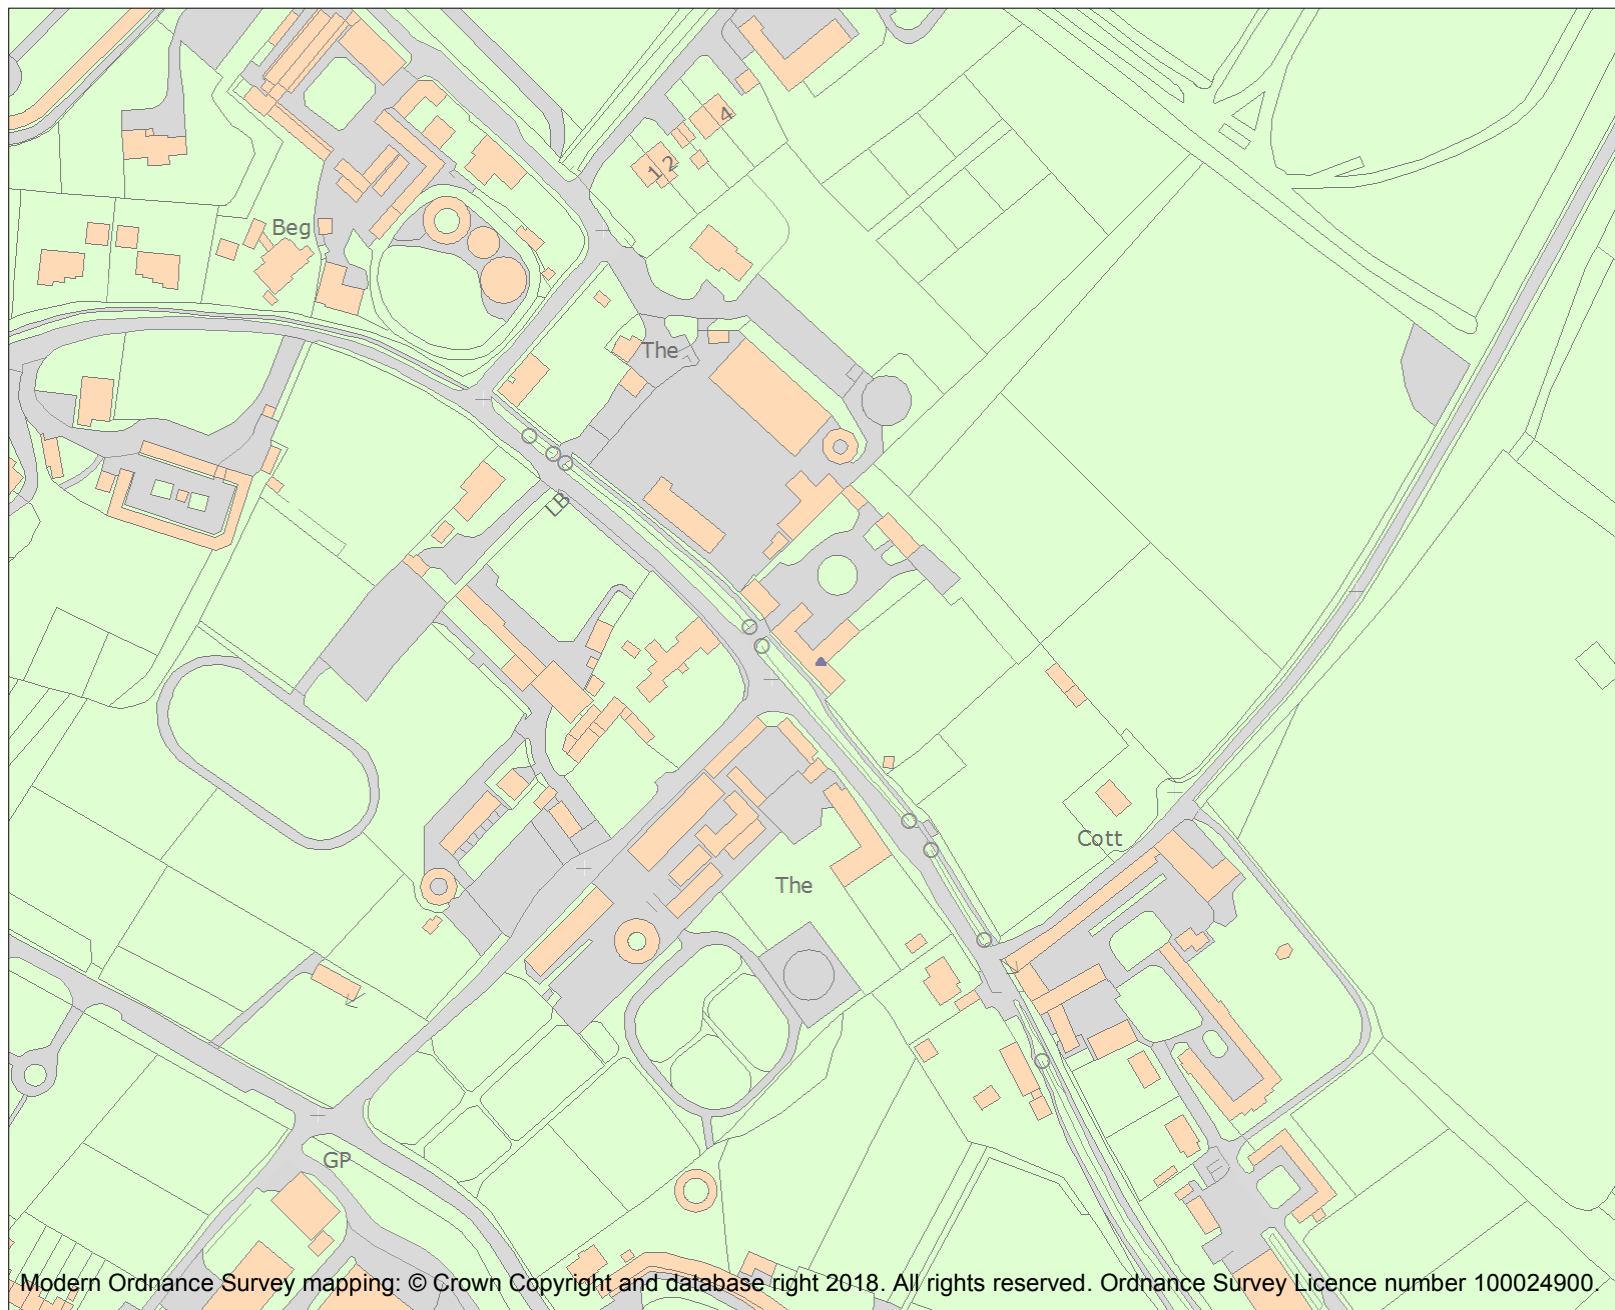 4
1 2
Beg
The
LB
Cott
The
GP
Modern Ordnance Survey mapping: © Crown Copyright and database right 2018. All rights reserved. Ordnance Survey Licence number 100024900.